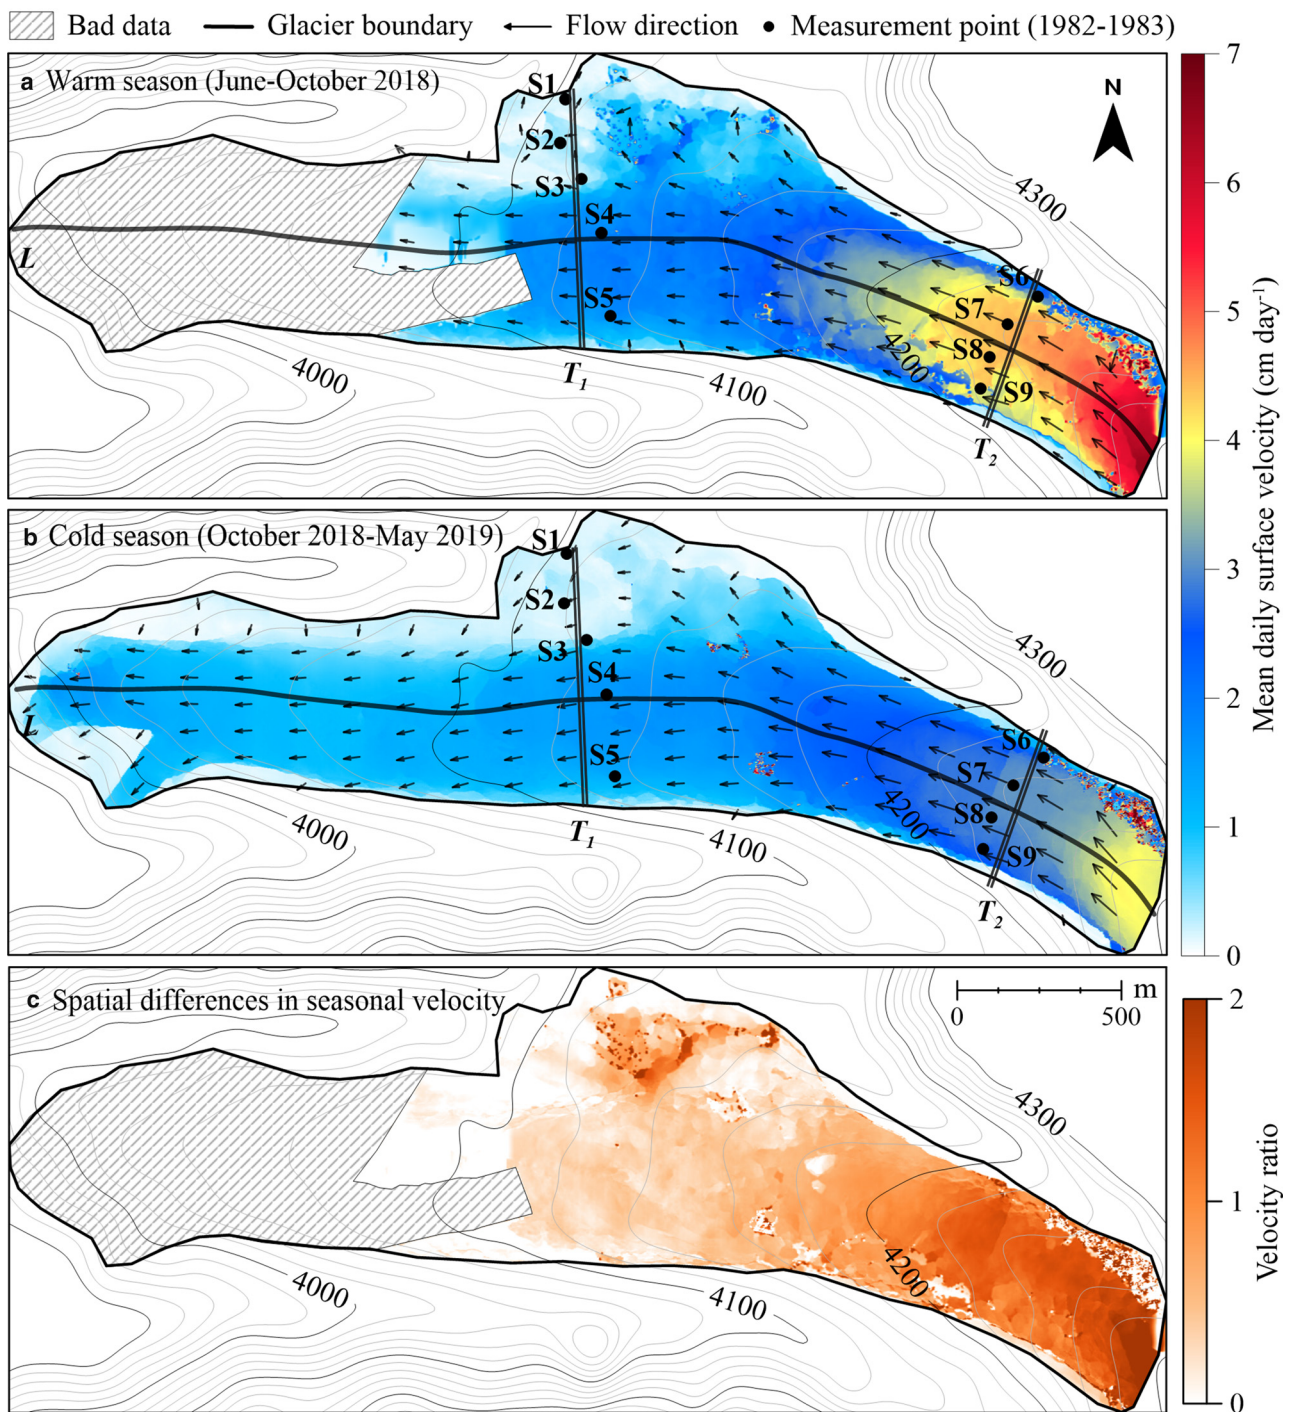 Bad data Glacier boundary Flow direction Measurement point (1982-1983)
a Warm season (June-October 2018)
N
S1
S2
S3
S4
S5
S6
S7
S8
S9
L
T1
T2
4000
4100
4200
4300
b Cold season (October 2018-May 2019)
S1
S2
S3
S4
S5
S6
S7
S8
S9
L
T1
T2
4000
4100
4200
4300
7
6
5
4
3
2
1
0
Mean daily surface velocity (cm day-1)
c Spatial differences in seasonal velocity
m
0 500
4000
4100
4200
4300
2
1
0
Velocity ratio